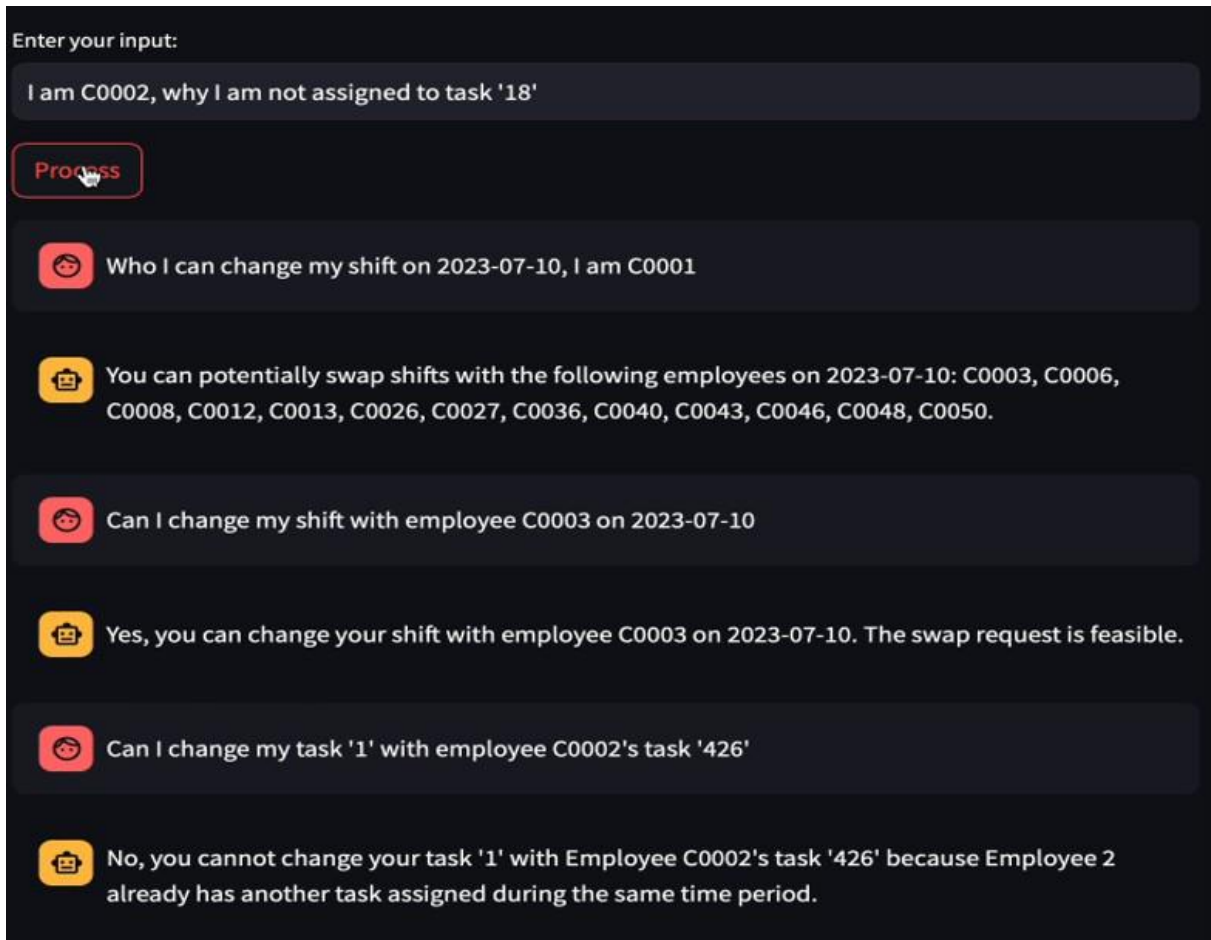 Enter your input:
I am C0002, why I am not assigned to task '18'
Process
Who I can change my shift on 2023-07-10, I am C0001
You can potentially swap shifts with the following employees on 2023-07-10: C0003, C0006,
C0008, C0012, C0013, C0026, C0027, C0036, C0040, C0043, C0046, C0048, C0050.
Can I change my shift with employee C0003 on 2023-07-10
Yes, you can change your shift with employee C0003 on 2023-07-10. The swap request is feasible.
Can I change my task '1' with employee C0002's task '426'
No, you cannot change your task '1' with Employee C0002's task '426' because Employee 2
already has another task assigned during the same time period.